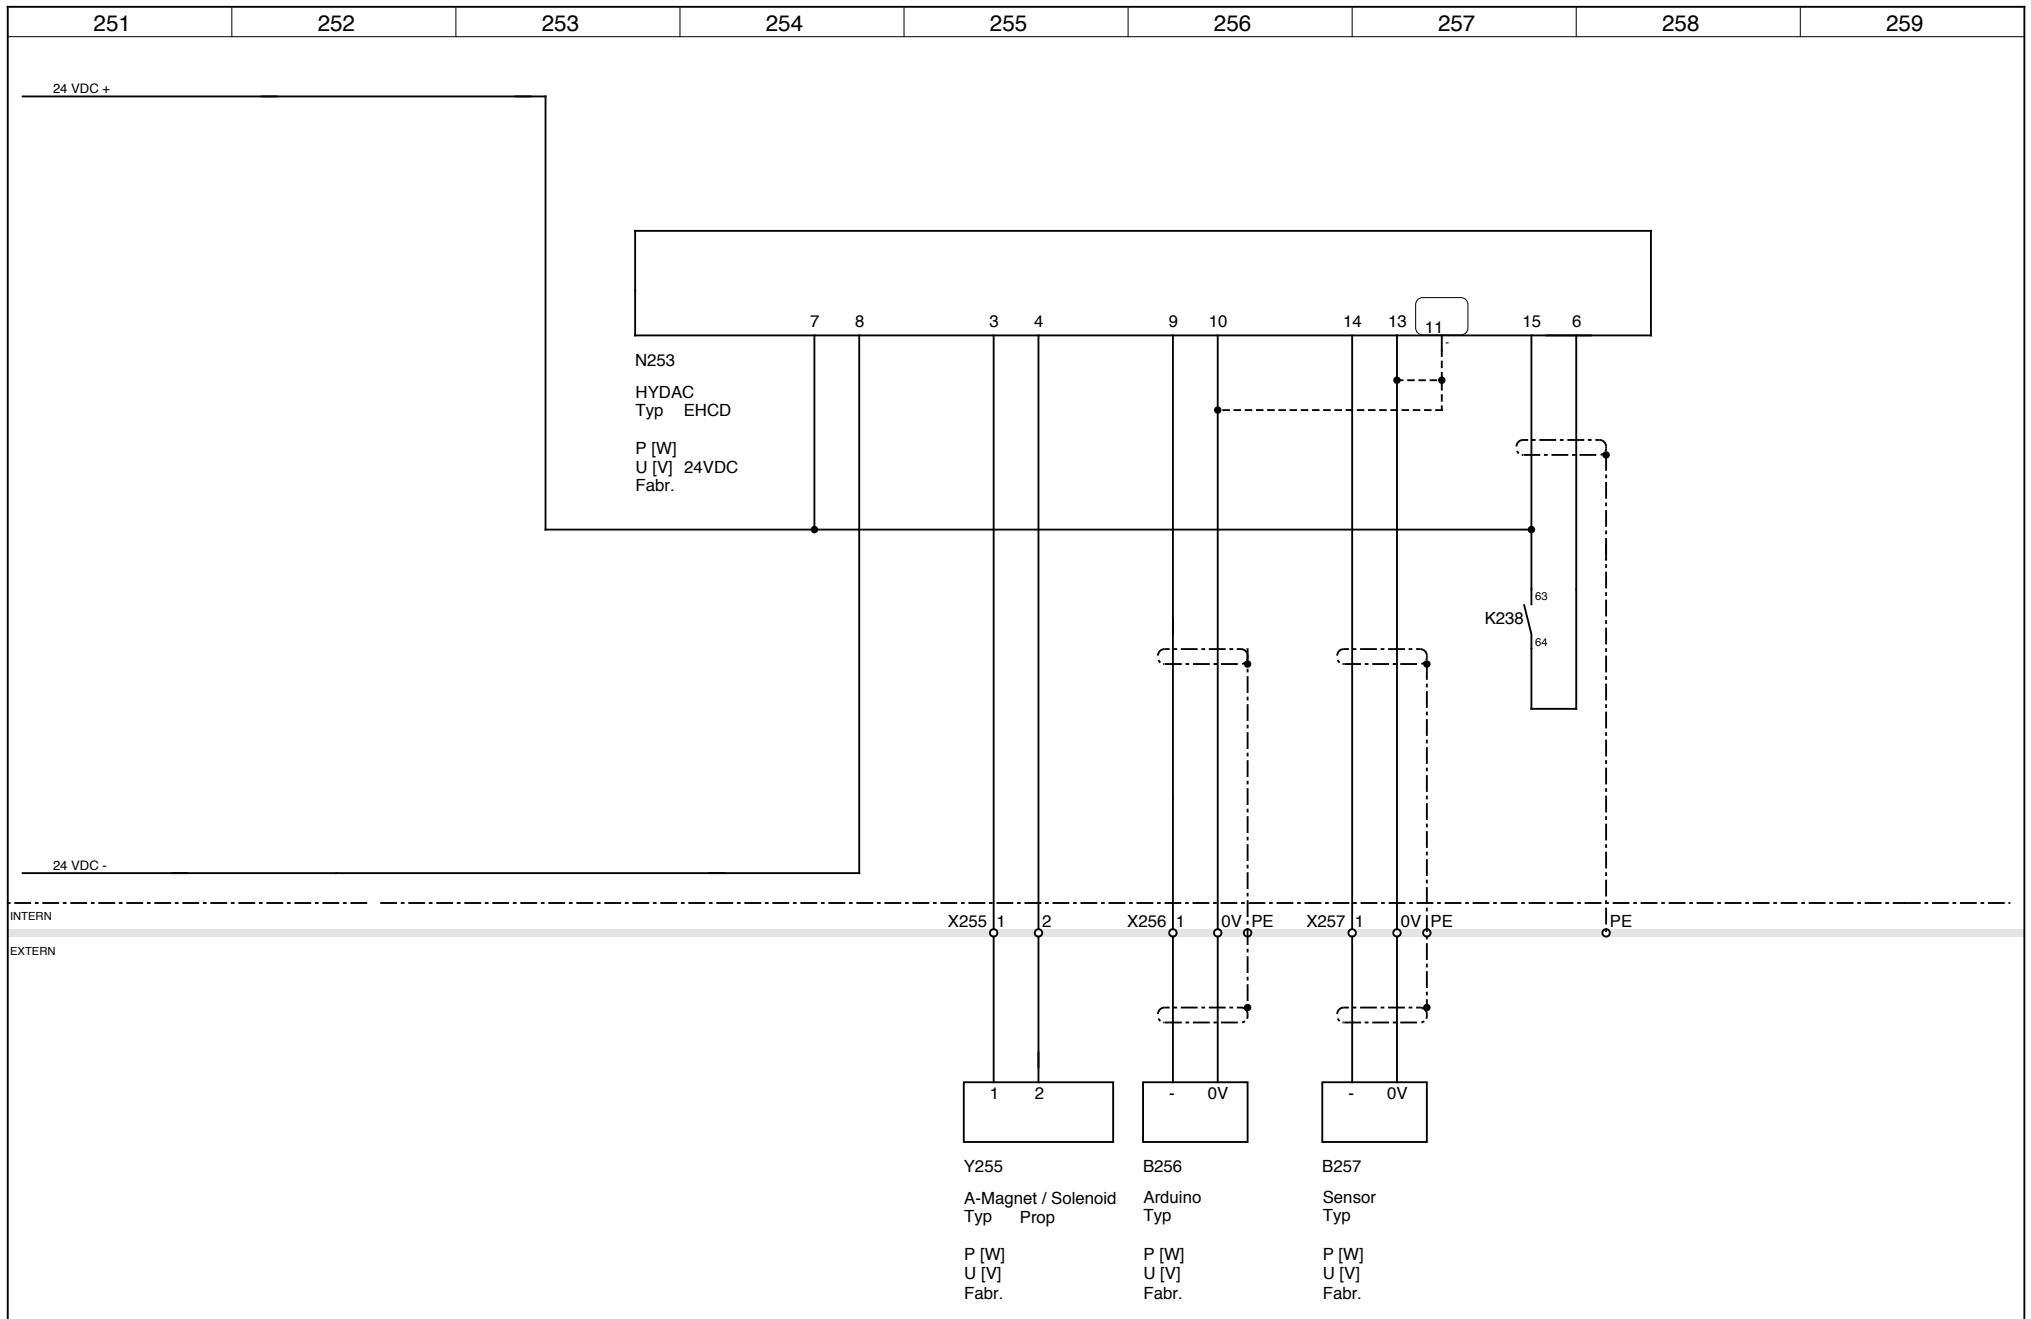 251 252 253 254 255 256 257 258 259
24 VDC +
7 8 3 4 9 10 14 13 11 15 6
-
N253
HYDAC
Typ EHCD
P [W]
U [V] 24VDC
Fabr.
63
K238
64
24 VDC -
INTERN
X255 1 2 X256 1 0V PE X257 1 0V PE PE
EXTERN
1 2 - 0V - 0V
Y255
A-Magnet / Solenoid
Typ Prop
P [W]
U [V]
Fabr.
B256
Arduino
Typ
P [W]
U [V]
Fabr.
B257
Sensor
Typ
P [W]
U [V]
Fabr.